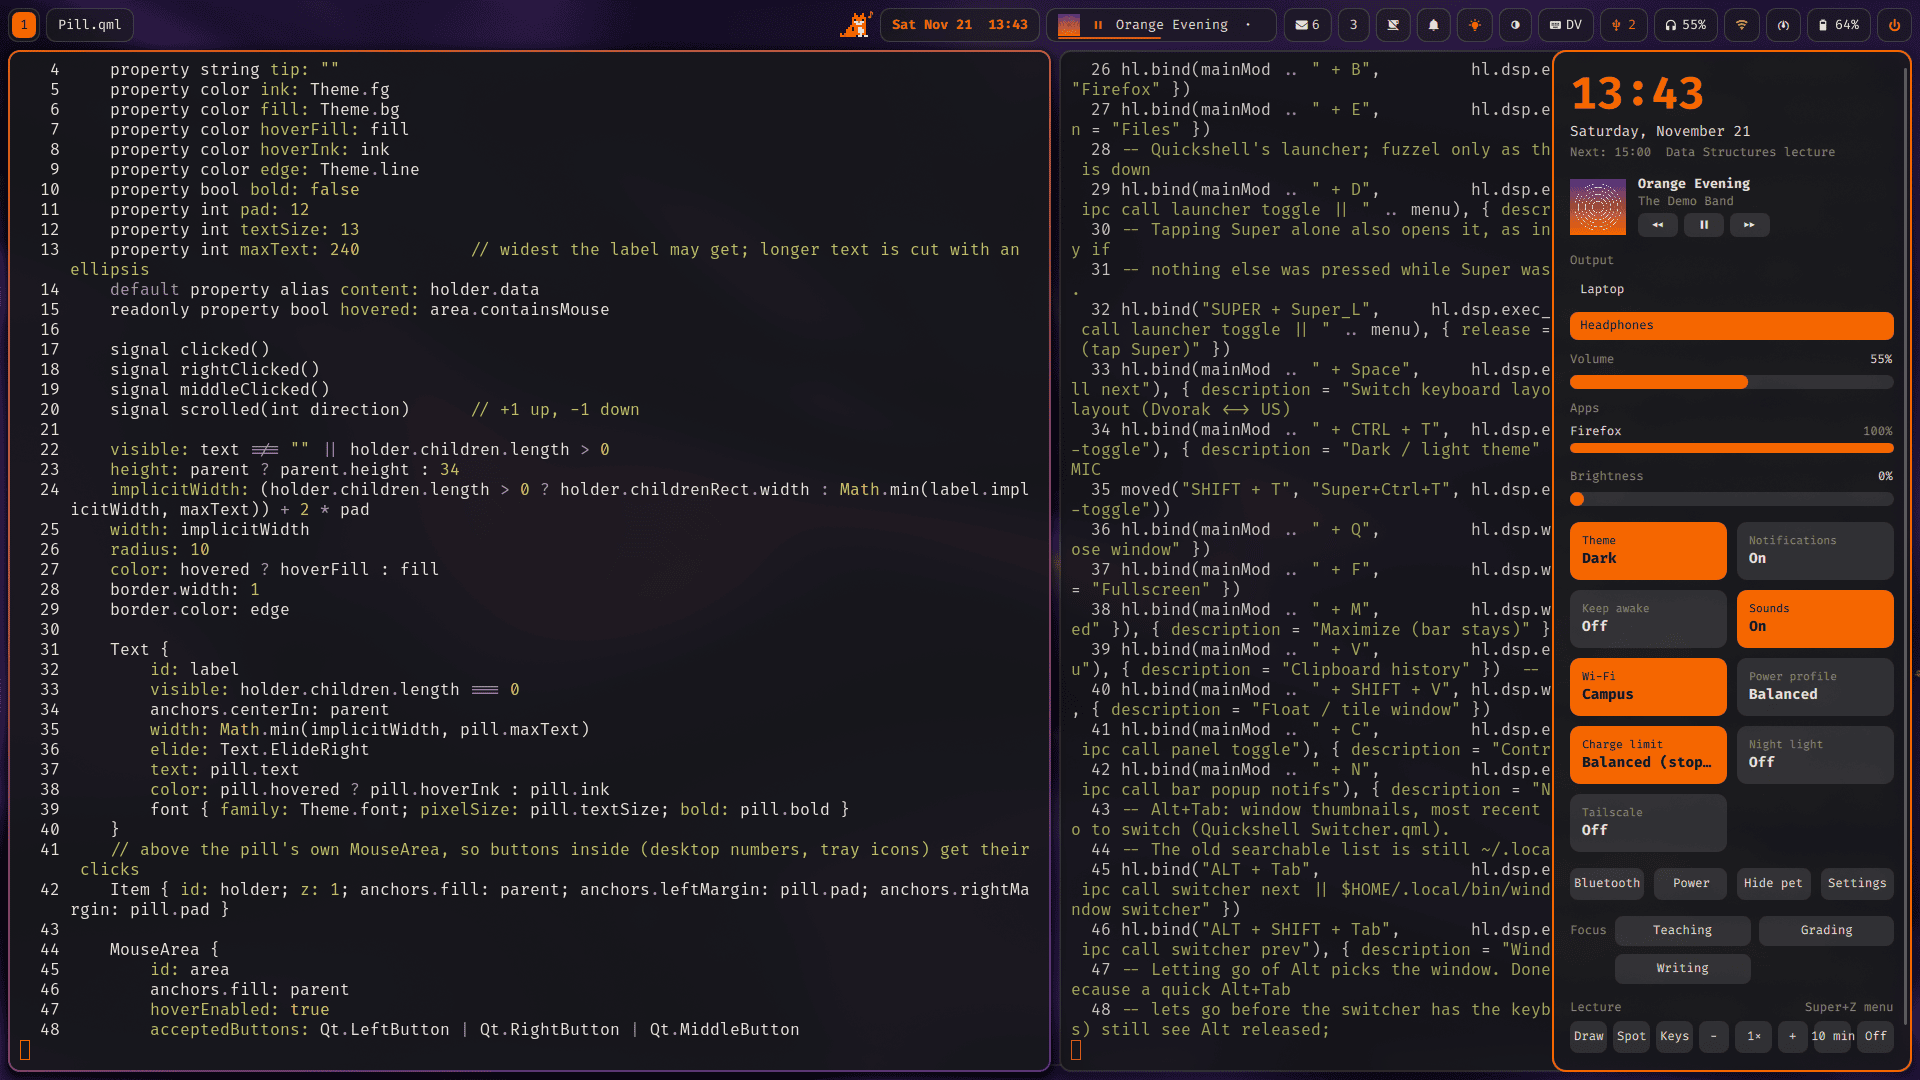 1 Pill.qml Sat Nov 21 13:43 Orange Evening · 6 3 DV 2 55% 64%
4 property string tip: ""
5 property color ink: Theme.fg
6 property color fill: Theme.bg
7 property color hoverFill: fill
8 property color hoverInk: ink
9 property color edge: Theme.line
10 property bool bold: false
11 property int pad: 12
12 property int textSize: 13
13 property int maxText: 240 // widest the label may get; longer text is cut with an
ellipsis
14 default property alias content: holder.data
15 readonly property bool hovered: area.containsMouse
16
17 signal clicked()
18 signal rightClicked()
19 signal middleClicked()
20 signal scrolled(int direction) // +1 up, -1 down
21
22 visible: text !== "" || holder.children.length > 0
23 height: parent ? parent.height : 34
24 implicitWidth: (holder.children.length > 0 ? holder.childrenRect.width : Math.min(label.impl
icitWidth, maxText)) + 2 * pad
25 width: implicitWidth
26 radius: 10
27 color: hovered ? hoverFill : fill
28 border.width: 1
29 border.color: edge
30
31 Text {
32 id: label
33 visible: holder.children.length === 0
34 anchors.centerIn: parent
35 width: Math.min(implicitWidth, pill.maxText)
36 elide: Text.ElideRight
37 text: pill.text
38 color: pill.hovered ? pill.hoverInk : pill.ink
39 font { family: Theme.font; pixelSize: pill.textSize; bold: pill.bold }
40 }
41 // above the pill's own MouseArea, so buttons inside (desktop numbers, tray icons) get their
clicks
42 Item { id: holder; z: 1; anchors.fill: parent; anchors.leftMargin: pill.pad; anchors.rightMa
rgin: pill.pad }
43
44 MouseArea {
45 id: area
46 anchors.fill: parent
47 hoverEnabled: true
48 acceptedButtons: Qt.LeftButton | Qt.RightButton | Qt.MiddleButton
26 hl.bind(mainMod .. " + B", hl.dsp.e
"Firefox" })
27 hl.bind(mainMod .. " + E", hl.dsp.e
n = "Files" })
28 -- Quickshell's launcher; fuzzel only as th
is down
29 hl.bind(mainMod .. " + D", hl.dsp.e
ipc call launcher toggle || " .. menu), { descr
30 -- Tapping Super alone also opens it, as in
y if
31 -- nothing else was pressed while Super was
.
32 hl.bind("SUPER + Super_L", hl.dsp.exec_
call launcher toggle || " .. menu), { release =
(tap Super)" })
33 hl.bind(mainMod .. " + Space", hl.dsp.e
ll next"), { description = "Switch keyboard layo
layout (Dvorak <-> US)
34 hl.bind(mainMod .. " + CTRL + T", hl.dsp.e
-toggle"), { description = "Dark / light theme"
MIC
35 moved("SHIFT + T", "Super+Ctrl+T", hl.dsp.e
-toggle"))
36 hl.bind(mainMod .. " + Q", hl.dsp.w
ose window" })
37 hl.bind(mainMod .. " + F", hl.dsp.w
= "Fullscreen" })
38 hl.bind(mainMod .. " + M", hl.dsp.w
ed" }), { description = "Maximize (bar stays)" }
39 hl.bind(mainMod .. " + V", hl.dsp.e
u"), { description = "Clipboard history" }) --
40 hl.bind(mainMod .. " + SHIFT + V", hl.dsp.w
, { description = "Float / tile window" })
41 hl.bind(mainMod .. " + C", hl.dsp.e
ipc call panel toggle"), { description = "Contr
42 hl.bind(mainMod .. " + N", hl.dsp.e
ipc call bar popup notifs"), { description = "N
43 -- Alt+Tab: window thumbnails, most recent
o to switch (Quickshell Switcher.qml).
44 -- The old searchable list is still ~/.loca
45 hl.bind("ALT + Tab", hl.dsp.e
ipc call switcher next || $HOME/.local/bin/wind
ndow switcher" })
46 hl.bind("ALT + SHIFT + Tab", hl.dsp.e
ipc call switcher prev"), { description = "Wind
47 -- Letting go of Alt picks the window. Done
ecause a quick Alt+Tab
48 -- lets go before the switcher has the keyb
s) still see Alt released;
13:43
Saturday, November 21
Next: 15:00 Data Structures lecture
Orange Evening
The Demo Band
Output
Laptop
Headphones
Volume 55%
Apps
Firefox 100%
Brightness 0%
Theme
Dark
Notifications
On
Keep awake
Off
Sounds
On
Wi-Fi
Campus
Power profile
Balanced
Charge limit
Balanced (stop…
Night light
Off
Tailscale
Off
Bluetooth Power Hide pet Settings
Focus Teaching Grading
Writing
Lecture Super+Z menu
Draw Spot Keys - 1× + 10 min Off